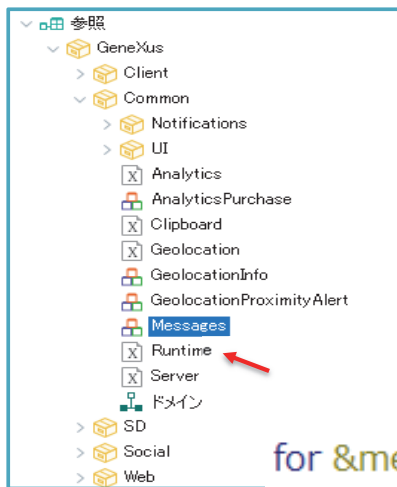 参照
GeneXus
Client
Common
Notifications
UI
Analytics
AnalyticsPurchase
Clipboard
Geolocation
GeolocationInfo
GeolocationProximityAlert
Messages
Runtime
Server
ドメイン
SD
Social
Web
for &me